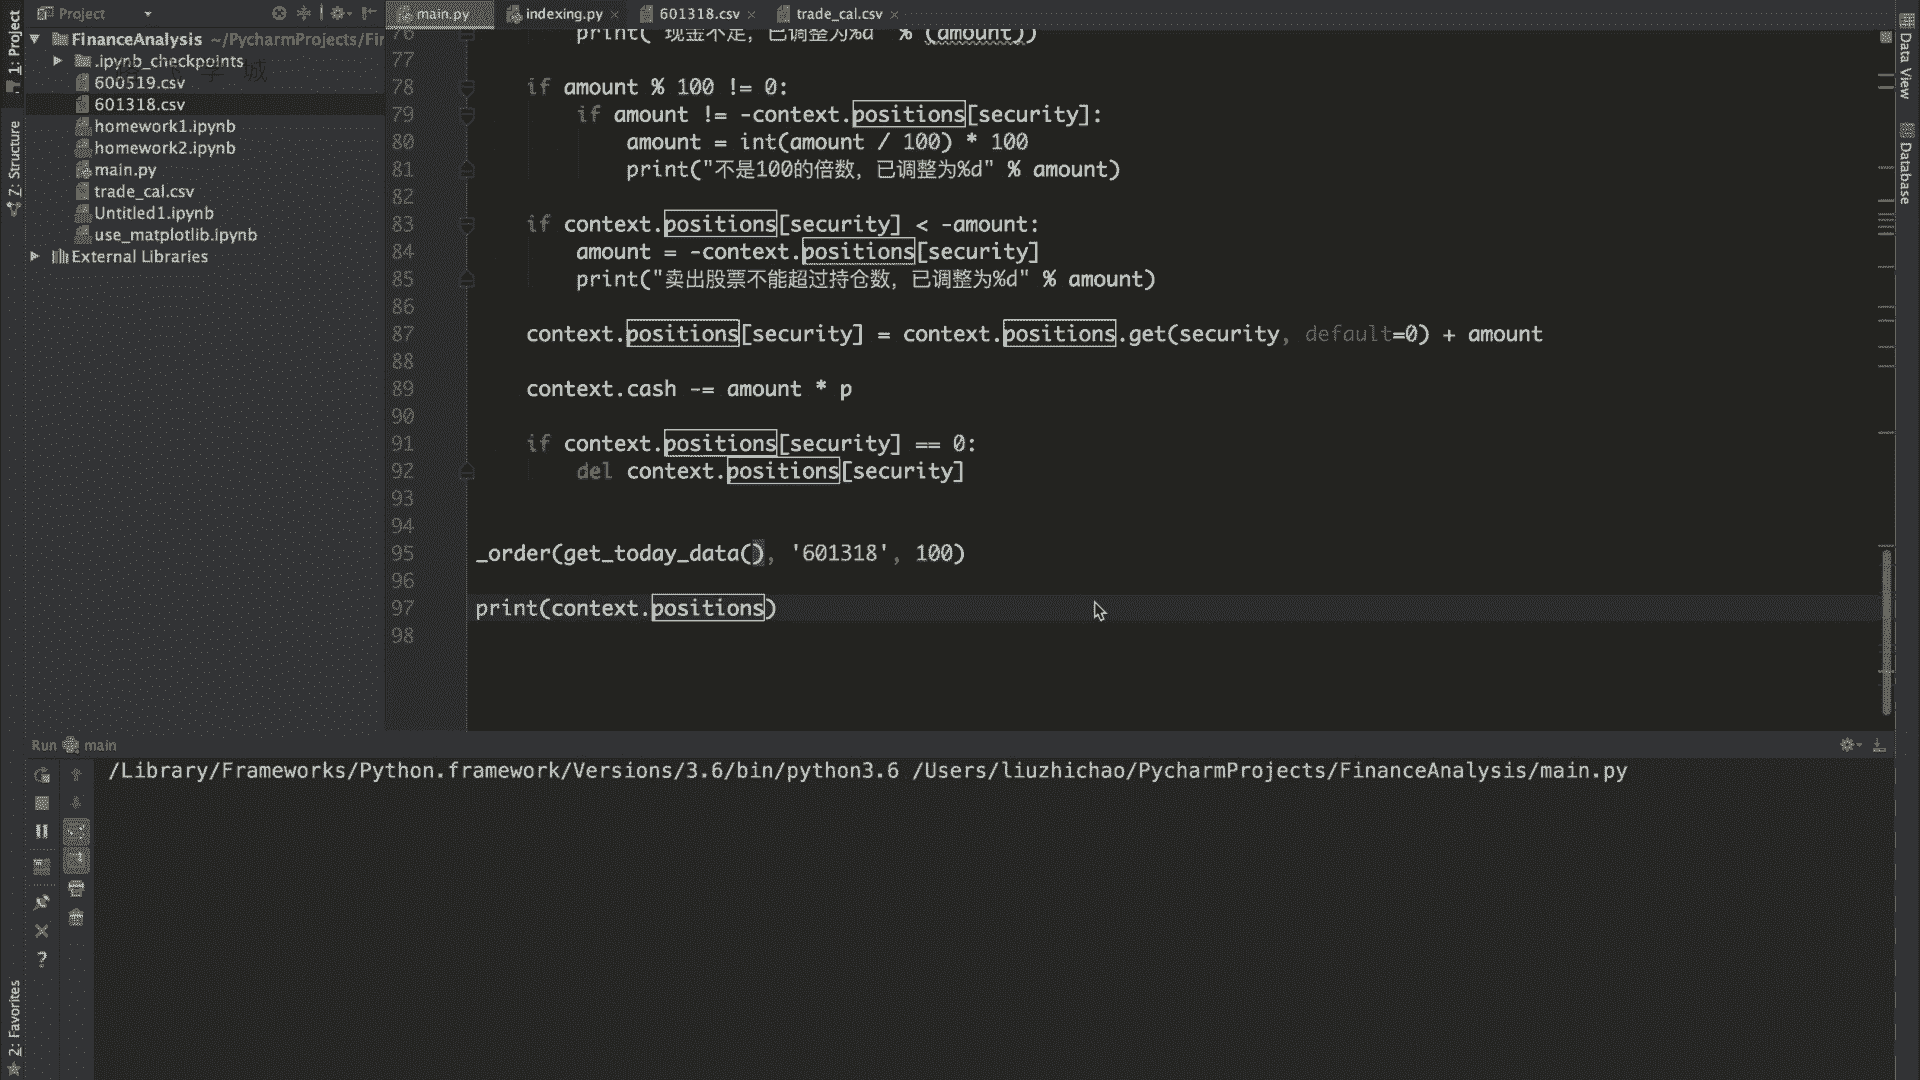 Project
main.py
indexing.py
601318.csv
trade_cal.csv
1: Project
Z: Structure
2: Favorites
Data View
Database
FinanceAnalysis ~/PycharmProjects/Fir
.ipynb_checkpoints
600519.csv
601318.csv
homework1.ipynb
homework2.ipynb
main.py
trade_cal.csv
Untitled1.ipynb
use_matplotlib.ipynb
External Libraries
76 print("现金不足，已调整为%d" % (amount))
77
78 if amount % 100 != 0:
79 if amount != -context.positions[security]:
80 amount = int(amount / 100) * 100
81 print("不是100的倍数，已调整为%d" % amount)
82
83 if context.positions[security] < -amount:
84 amount = -context.positions[security]
85 print("卖出股票不能超过持仓数，已调整为%d" % amount)
86
87 context.positions[security] = context.positions.get(security, default=0) + amount
88
89 context.cash -= amount * p
90
91 if context.positions[security] == 0:
92 del context.positions[security]
93
94
95 _order(get_today_data(), '601318', 100)
96
97 print(context.positions)
98
Run main
/Library/Frameworks/Python.framework/Versions/3.6/bin/python3.6 /Users/liuzhichao/PycharmProjects/FinanceAnalysis/main.py